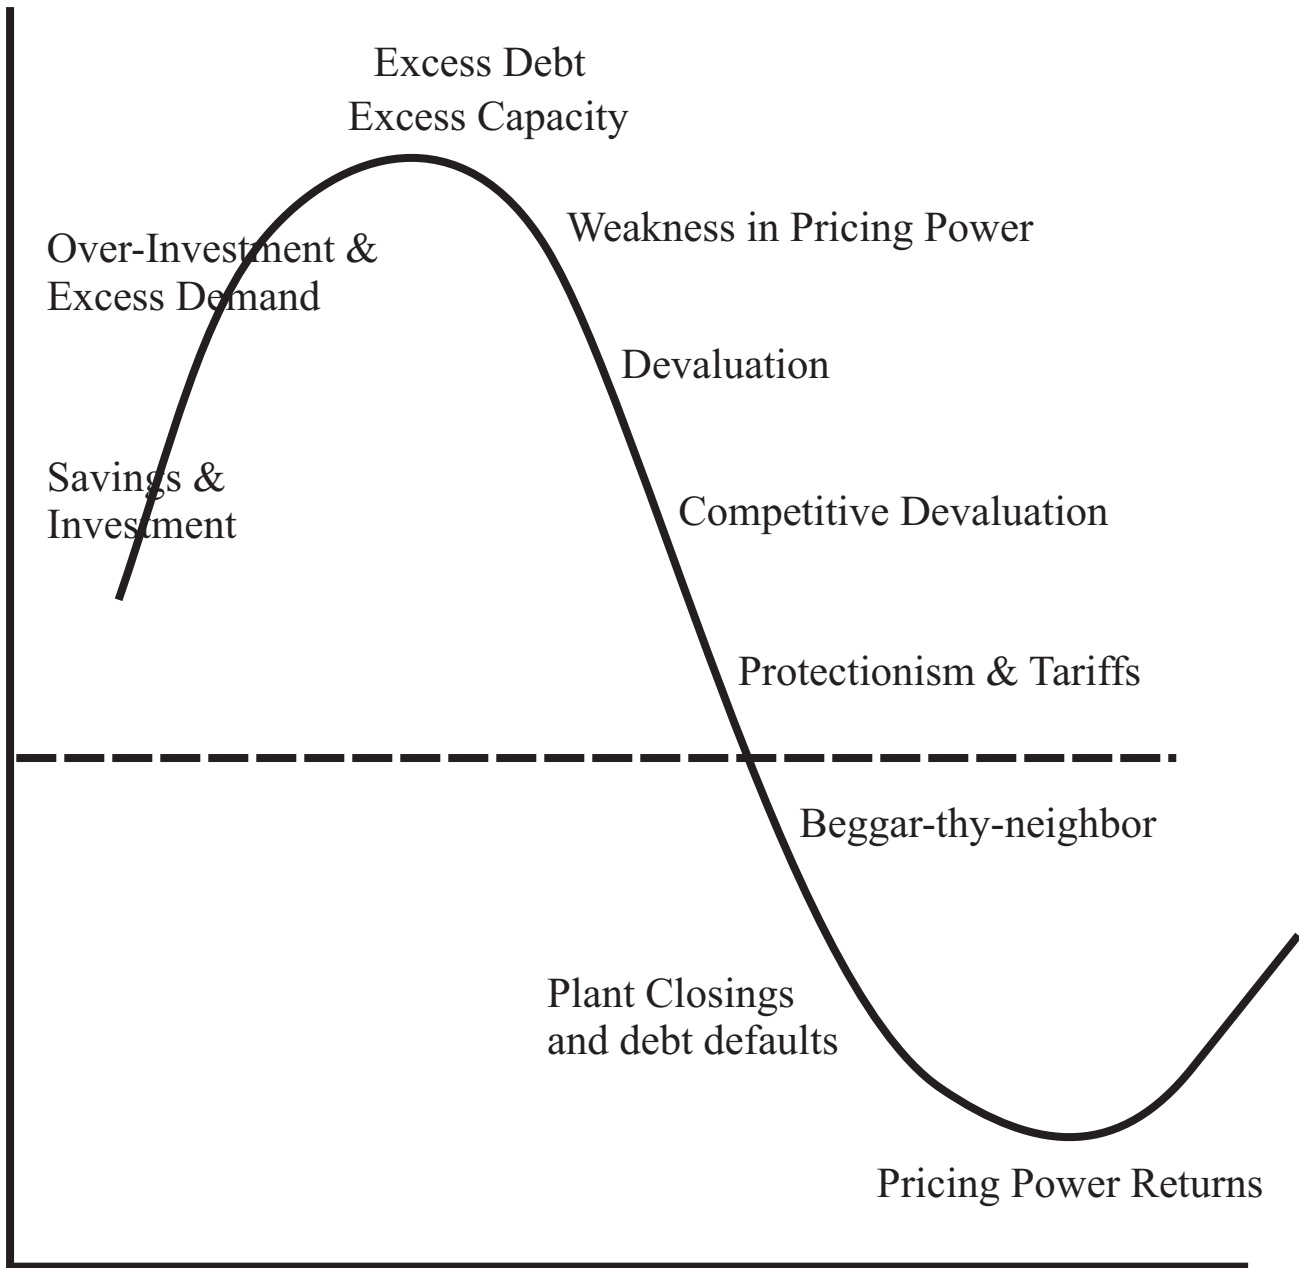 Excess Debt
Excess Capacity
Weakness in Pricing Power
Over-Investment &
Excess Demand
Devaluation
Savings &
Investment
Competitive Devaluation
Protectionism & Tariffs
Beggar-thy-neighbor
Plant Closings
and debt defaults
Pricing Power Returns